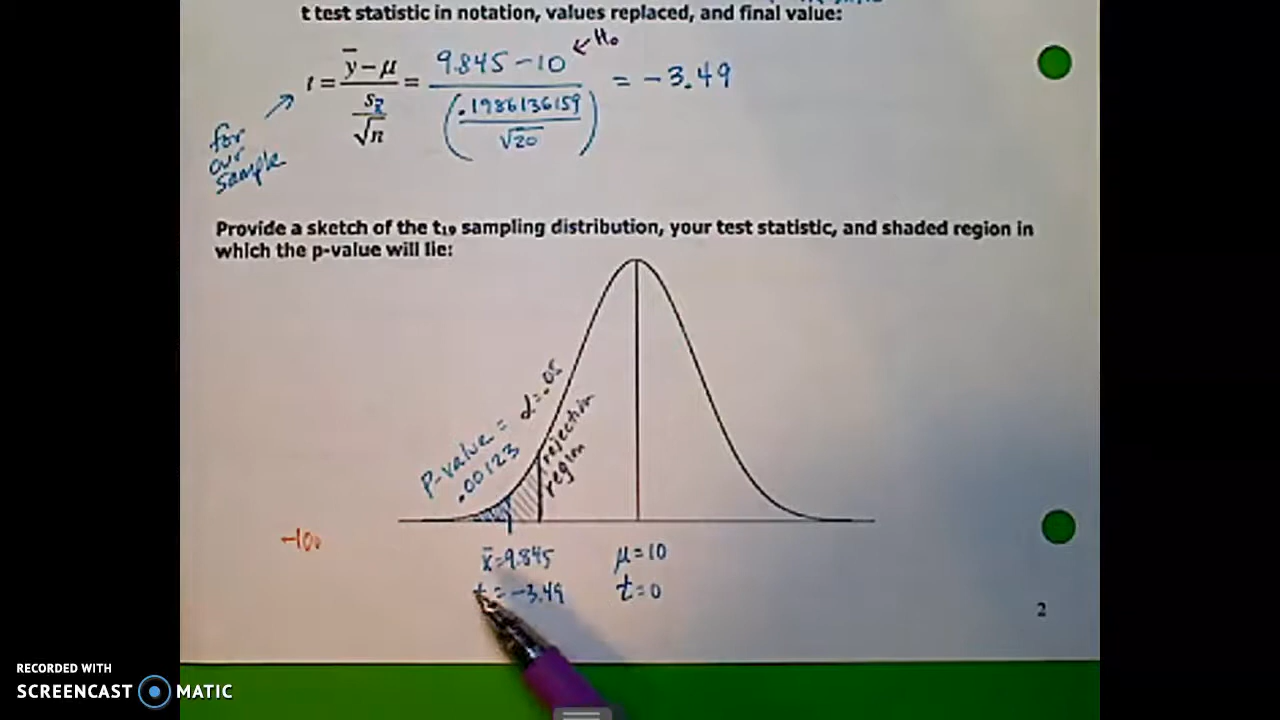 t test statistic in notation, values replaced, and final value:
t = (y̅ − μ) / (s / √n) = (9.845 − 10) / (.1986136159 / √20) = −3.49
← H₀
for
our
sample
Provide a sketch of the t₁₉ sampling distribution, your test statistic, and shaded region in
which the p-value will lie:
P-value =
.00123
α=.05
rejection
region
-100
x̅=9.845
t=-3.49
μ=10
t=0
2
RECORDED WITH
SCREENCAST MATIC